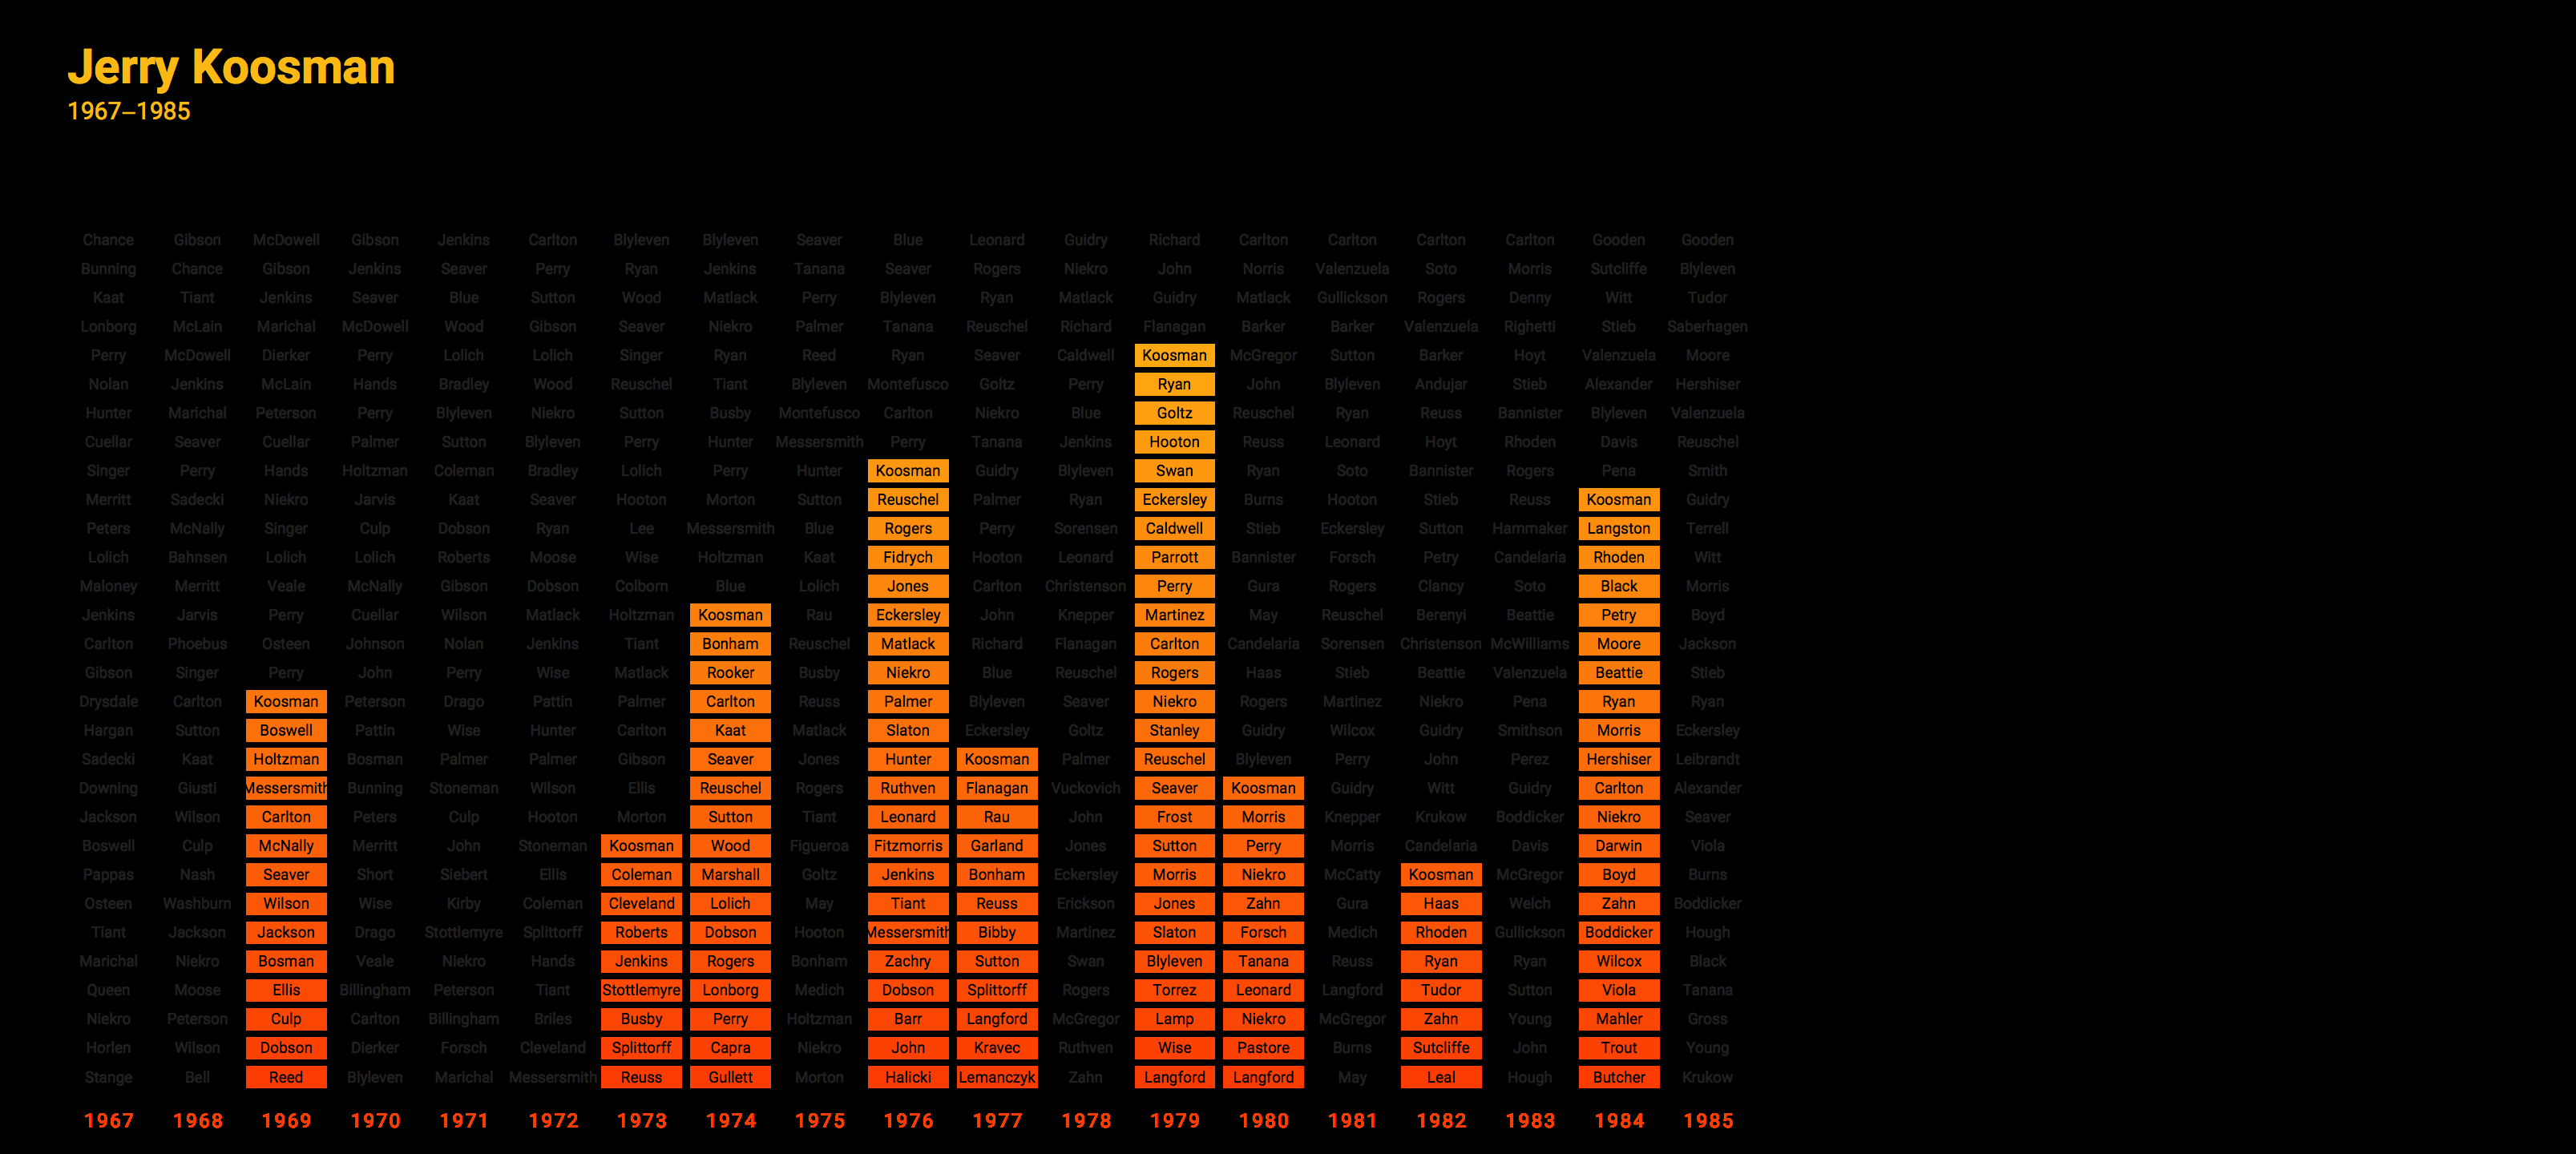 Jerry Koosman
1967–1985
Chance Gibson McDowell Gibson Jenkins Carlton Blyleven Blyleven Seaver Blue Leonard Guidry Richard Carlton Carlton Carlton Carlton Gooden Gooden
Bunning Chance Gibson Jenkins Seaver Perry Ryan Jenkins Tanana Seaver Rogers Niekro John Norris Valenzuela Soto Morris Sutcliffe Blyleven
Kaat Tiant Jenkins Seaver Blue Sutton Wood Matlack Perry Blyleven Ryan Matlack Guidry Matlack Gullickson Rogers Denny Witt Tudor
Lonborg McLain Marichal McDowell Wood Gibson Seaver Niekro Palmer Tanana Reuschel Richard Flanagan Barker Barker Valenzuela Righetti Stieb Saberhagen
Perry McDowell Dierker Perry Lolich Lolich Singer Ryan Reed Ryan Seaver Caldwell Koosman McGregor Sutton Barker Hoyt Valenzuela Moore
Nolan Jenkins McLain Hands Bradley Wood Reuschel Tiant Blyleven Montefusco Goltz Perry Ryan John Blyleven Andujar Stieb Alexander Hershiser
Hunter Marichal Peterson Perry Blyleven Niekro Sutton Busby Montefusco Carlton Niekro Blue Goltz Reuschel Ryan Reuss Bannister Blyleven Valenzuela
Cuellar Seaver Cuellar Palmer Sutton Blyleven Perry Hunter Messersmith Perry Tanana Jenkins Hooton Reuss Leonard Hoyt Rhoden Davis Reuschel
Singer Perry Hands Holtzman Coleman Bradley Lolich Perry Hunter Koosman Guidry Blyleven Swan Ryan Soto Bannister Rogers Pena Smith
Merritt Sadecki Niekro Jarvis Kaat Seaver Hooton Morton Sutton Reuschel Palmer Ryan Eckersley Burns Hooton Stieb Reuss Koosman Guidry
Peters McNally Singer Culp Dobson Ryan Lee Messersmith Blue Rogers Perry Sorensen Caldwell Stieb Eckersley Sutton Hammaker Langston Terrell
Lolich Bahnsen Lolich Lolich Roberts Moose Wise Holtzman Kaat Fidrych Hooton Leonard Parrott Bannister Forsch Petry Candelaria Rhoden Witt
Maloney Merritt Veale McNally Gibson Dobson Colborn Blue Lolich Jones Carlton Christenson Perry Gura Rogers Clancy Soto Black Morris
Jenkins Jarvis Perry Cuellar Wilson Matlack Holtzman Koosman Rau Eckersley John Knepper Martinez May Reuschel Berenyi Beattie Petry Boyd
Carlton Phoebus Osteen Johnson Nolan Jenkins Tiant Bonham Reuschel Matlack Richard Flanagan Carlton Candelaria Sorensen Christenson McWilliams Moore Jackson
Gibson Singer Perry John Perry Wise Matlack Rooker Busby Niekro Blue Reuschel Rogers Haas Stieb Beattie Valenzuela Beattie Stieb
Drysdale Carlton Koosman Peterson Drago Pattin Palmer Carlton Reuss Palmer Blyleven Seaver Niekro Rogers Martinez Niekro Pena Ryan Ryan
Hargan Sutton Boswell Pattin Wise Hunter Carlton Kaat Matlack Slaton Eckersley Goltz Stanley Guidry Wilcox Guidry Smithson Morris Eckersley
Sadecki Kaat Holtzman Bosman Palmer Palmer Gibson Seaver Jones Hunter Koosman Palmer Reuschel Blyleven Perry John Perez Hershiser Leibrandt
Downing Giusti Messersmith Bunning Stoneman Wilson Ellis Reuschel Rogers Ruthven Flanagan Vuckovich Seaver Koosman Guidry Witt Guidry Carlton Alexander
Jackson Wilson Carlton Peters Culp Hooton Morton Sutton Tiant Leonard Rau John Frost Morris Knepper Krukow Boddicker Niekro Seaver
Boswell Culp McNally Merritt John Stoneman Koosman Wood Figueroa Fitzmorris Garland Jones Sutton Perry Morris Candelaria Davis Darwin Viola
Pappas Nash Seaver Short Siebert Ellis Coleman Marshall Goltz Jenkins Bonham Eckersley Morris Niekro McCatty Koosman McGregor Boyd Burns
Osteen Washburn Wilson Wise Kirby Coleman Cleveland Lolich May Tiant Reuss Erickson Jones Zahn Gura Haas Welch Zahn Boddicker
Tiant Jackson Jackson Drago Stottlemyre Splittorff Roberts Dobson Hooton Messersmith Bibby Martinez Slaton Forsch Medich Rhoden Gullickson Boddicker Hough
Marichal Niekro Bosman Veale Niekro Hands Jenkins Rogers Bonham Zachry Sutton Swan Blyleven Tanana Reuss Ryan Ryan Wilcox Black
Queen Moose Ellis Billingham Peterson Tiant Stottlemyre Lonborg Medich Dobson Splittorff Rogers Torrez Leonard Langford Tudor Sutton Viola Tanana
Niekro Peterson Culp Carlton Billingham Briles Busby Perry Holtzman Barr Langford McGregor Lamp Niekro McGregor Zahn Young Mahler Gross
Horlen Wilson Dobson Dierker Forsch Cleveland Splittorff Capra Niekro John Kravec Ruthven Wise Pastore Burns Sutcliffe John Trout Young
Stange Bell Reed Blyleven Marichal Messersmith Reuss Gullett Morton Halicki Lemanczyk Zahn Langford Langford May Leal Hough Butcher Krukow
1967 1968 1969 1970 1971 1972 1973 1974 1975 1976 1977 1978 1979 1980 1981 1982 1983 1984 1985